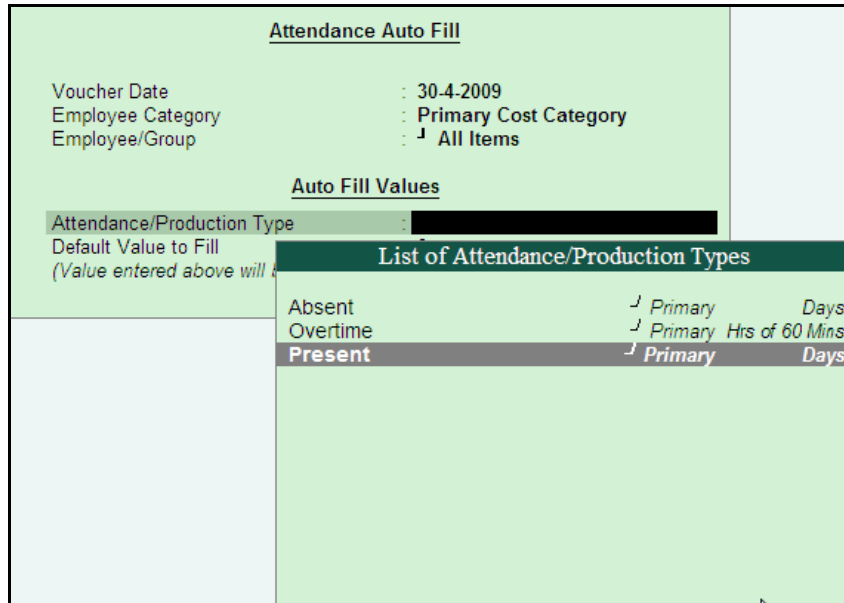 Attendance Auto Fill
Voucher Date : 30-4-2009
Employee Category : Primary Cost Category
Employee/Group : ┘ All Items
Auto Fill Values
Attendance/Production Type :
Default Value to Fill
(Value entered above will
List of Attendance/Production Types
Absent ┘ Primary Days
Overtime ┘ Primary Hrs of 60 Mins
Present ┘ Primary Days